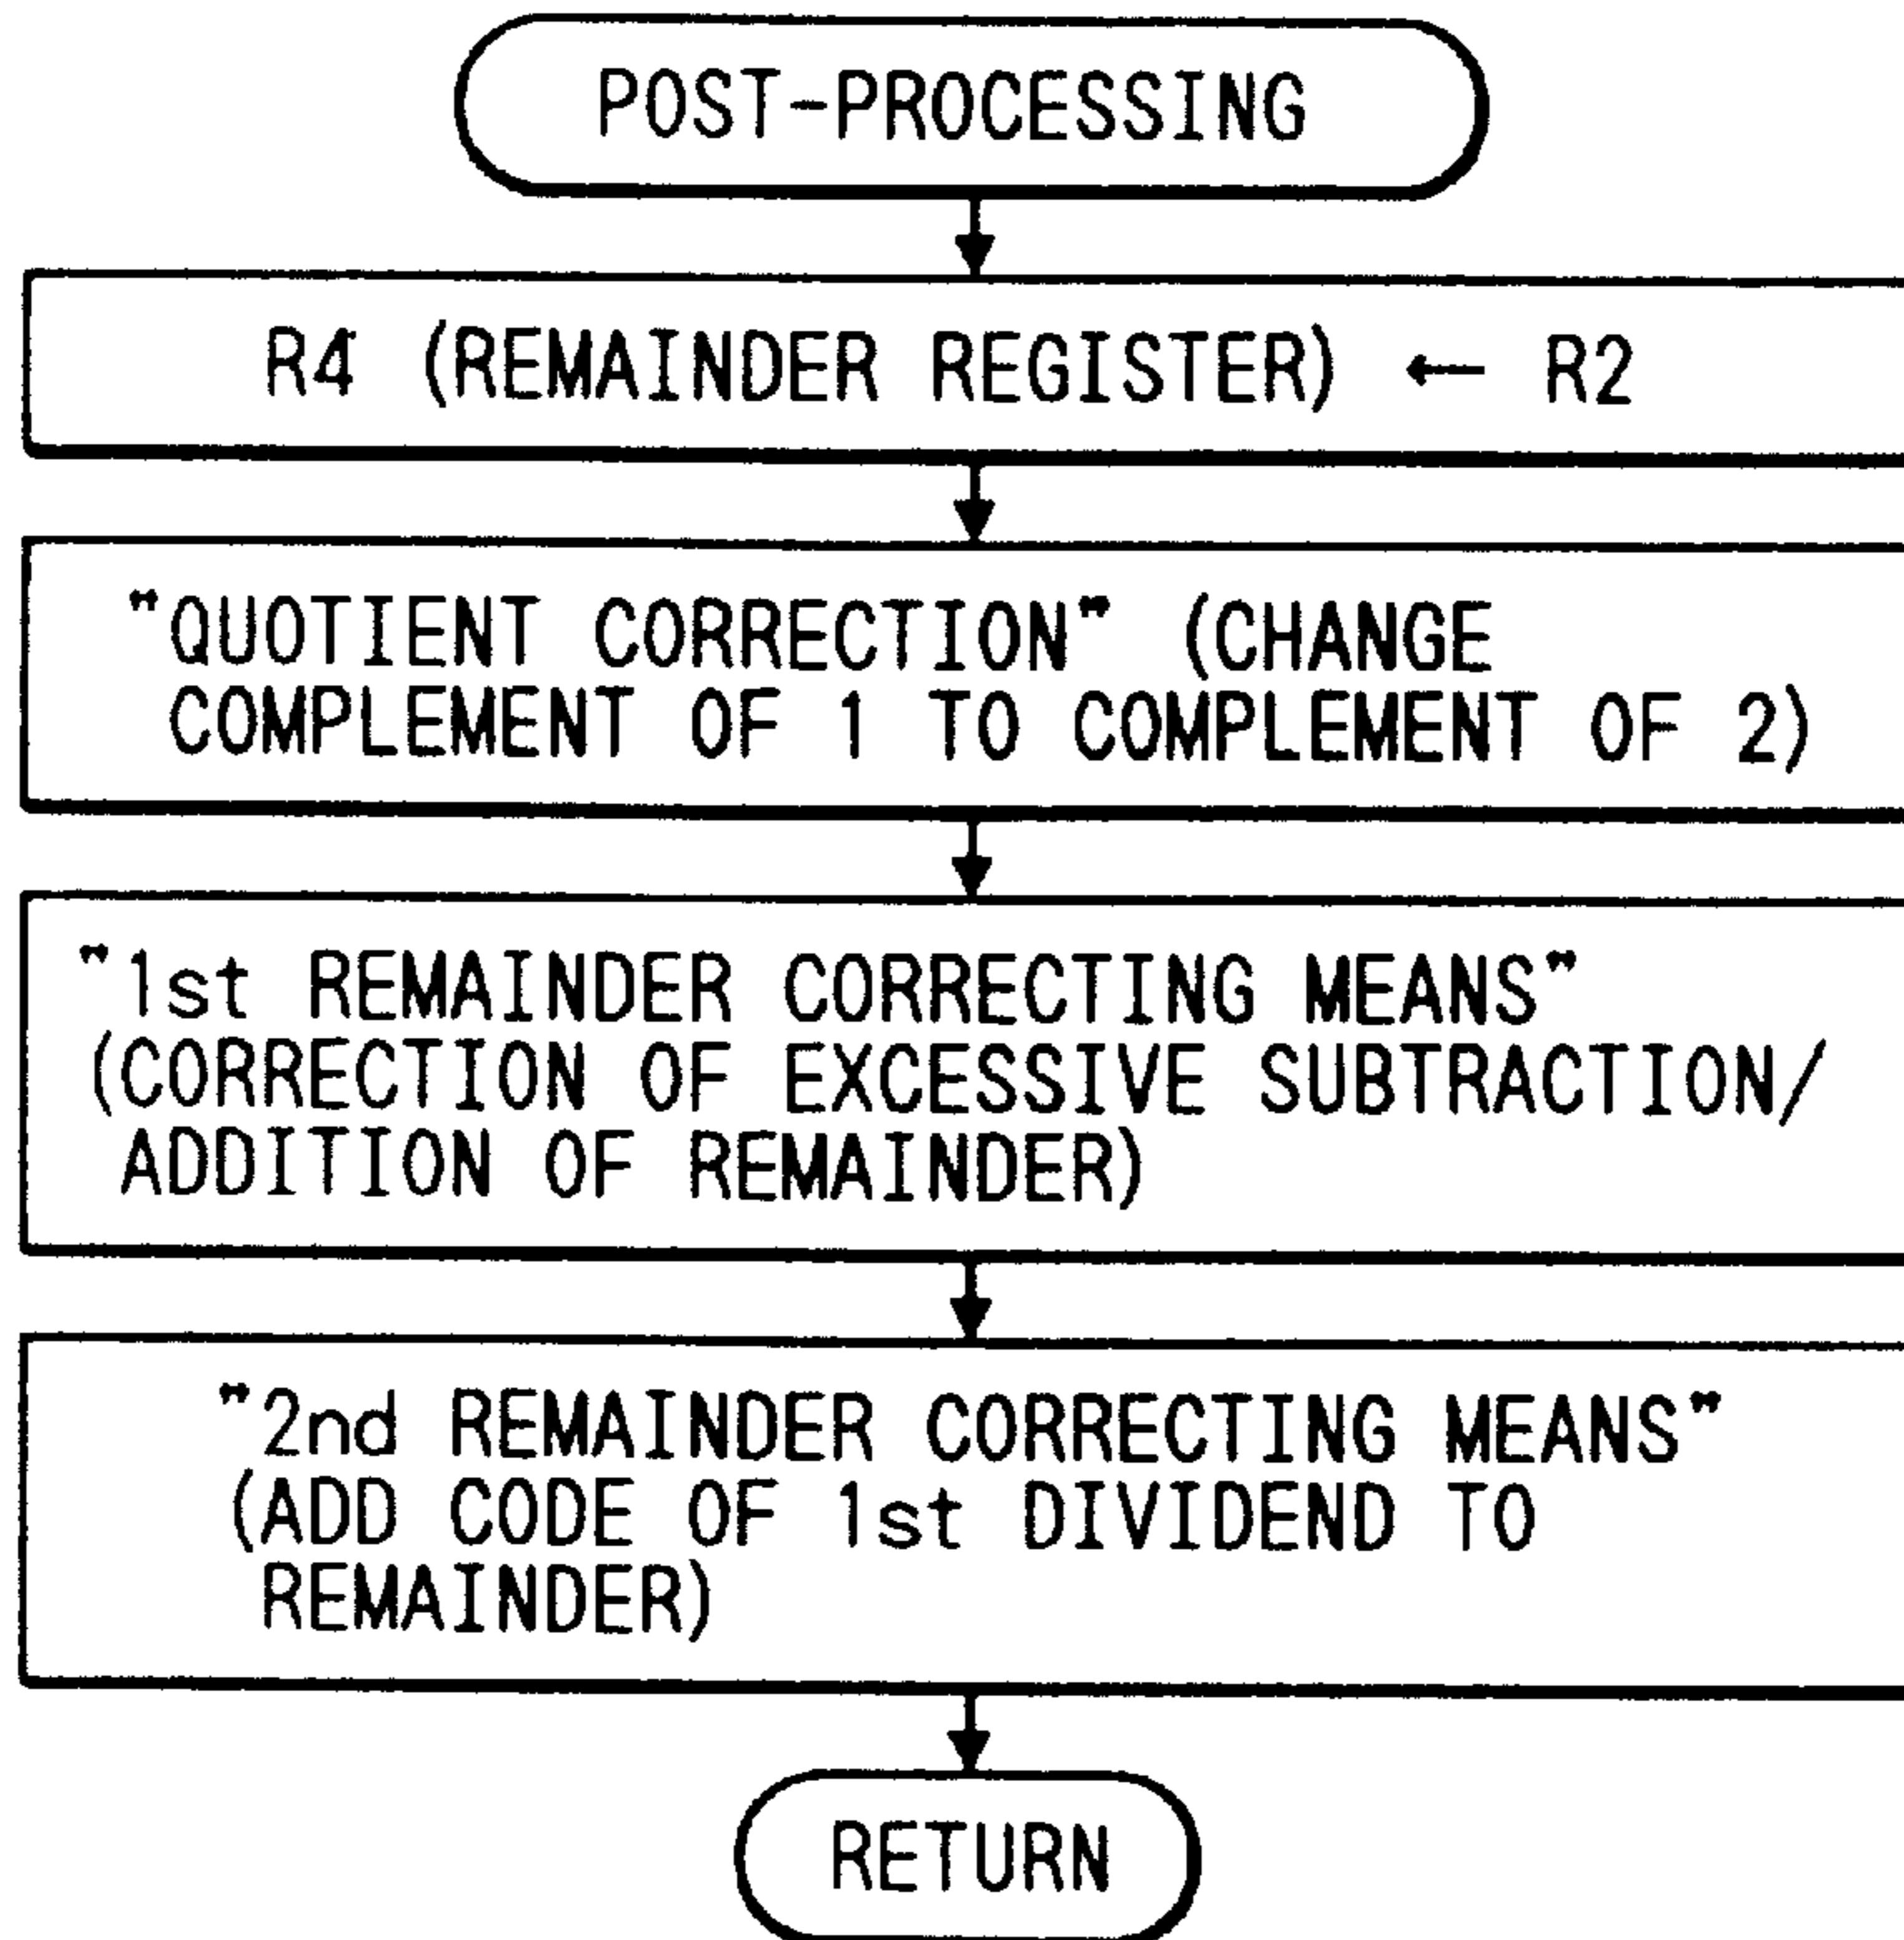 POST-PROCESSING
R4 (REMAINDER REGISTER) ← R2
"QUOTIENT CORRECTION" (CHANGE
COMPLEMENT OF 1 TO COMPLEMENT OF 2)
"1st REMAINDER CORRECTING MEANS"
(CORRECTION OF EXCESSIVE SUBTRACTION/
ADDITION OF REMAINDER)
"2nd REMAINDER CORRECTING MEANS"
(ADD CODE OF 1st DIVIDEND TO
REMAINDER)
RETURN